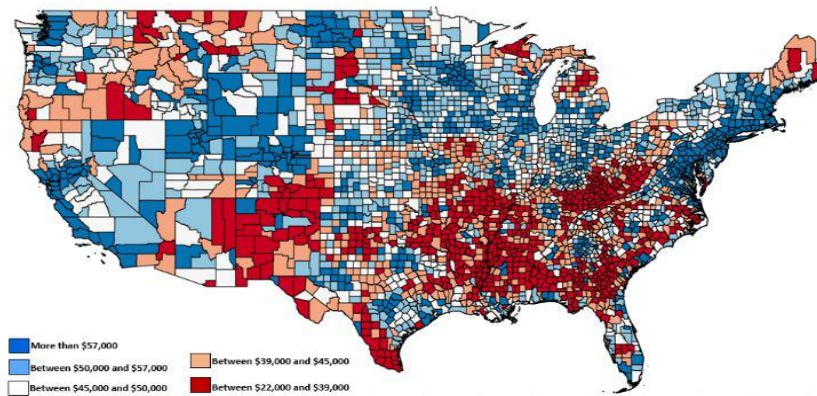 More than $57,000
Between $50,000 and $57,000
Between $45,000 and $50,000
Between $39,000 and $45,000
Between $22,000 and $39,000